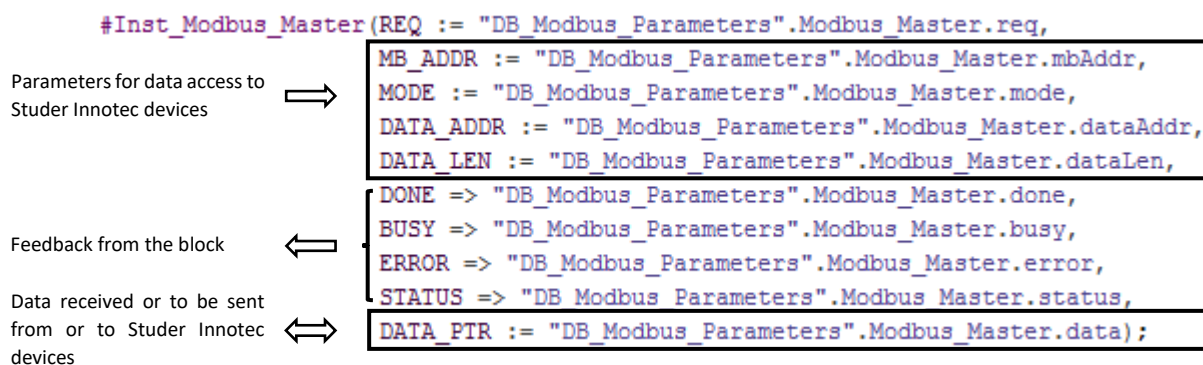 #Inst_Modbus_Master(REQ := "DB_Modbus_Parameters".Modbus_Master.req,
MB_ADDR := "DB_Modbus_Parameters".Modbus_Master.mbAddr,
Parameters for data access to
Studer Innotec devices
MODE := "DB_Modbus_Parameters".Modbus_Master.mode,
DATA_ADDR := "DB_Modbus_Parameters".Modbus_Master.dataAddr,
DATA_LEN := "DB_Modbus_Parameters".Modbus_Master.dataLen,
DONE => "DB_Modbus_Parameters".Modbus_Master.done,
BUSY => "DB_Modbus_Parameters".Modbus_Master.busy,
Feedback from the block
ERROR => "DB_Modbus_Parameters".Modbus_Master.error,
STATUS => "DB_Modbus_Parameters".Modbus_Master.status,
Data received or to be sent
from or to Studer Innotec
devices
DATA_PTR := "DB_Modbus_Parameters".Modbus_Master.data);